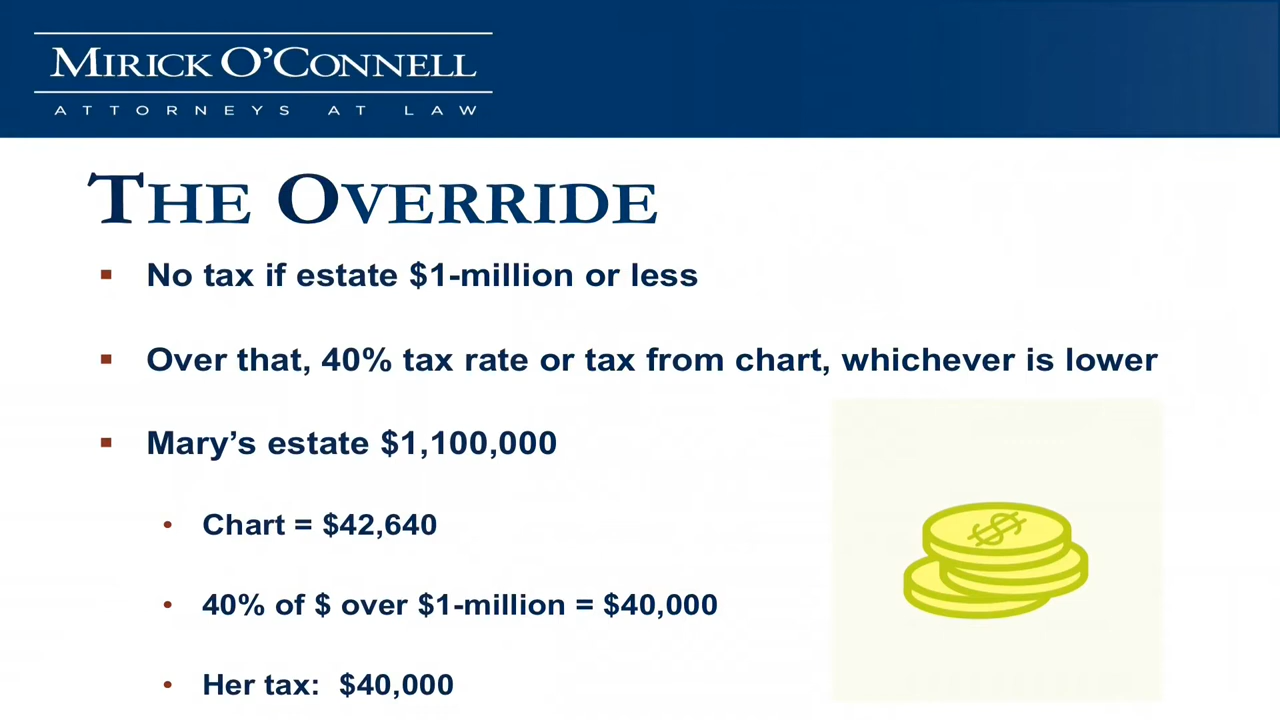 MIRICK O'CONNELL
ATTORNEYS AT LAW
THE OVERRIDE
▪ No tax if estate $1-million or less
▪ Over that, 40% tax rate or tax from chart, whichever is lower
▪ Mary’s estate $1,100,000
• Chart = $42,640
• 40% of $ over $1-million = $40,000
• Her tax: $40,000
$